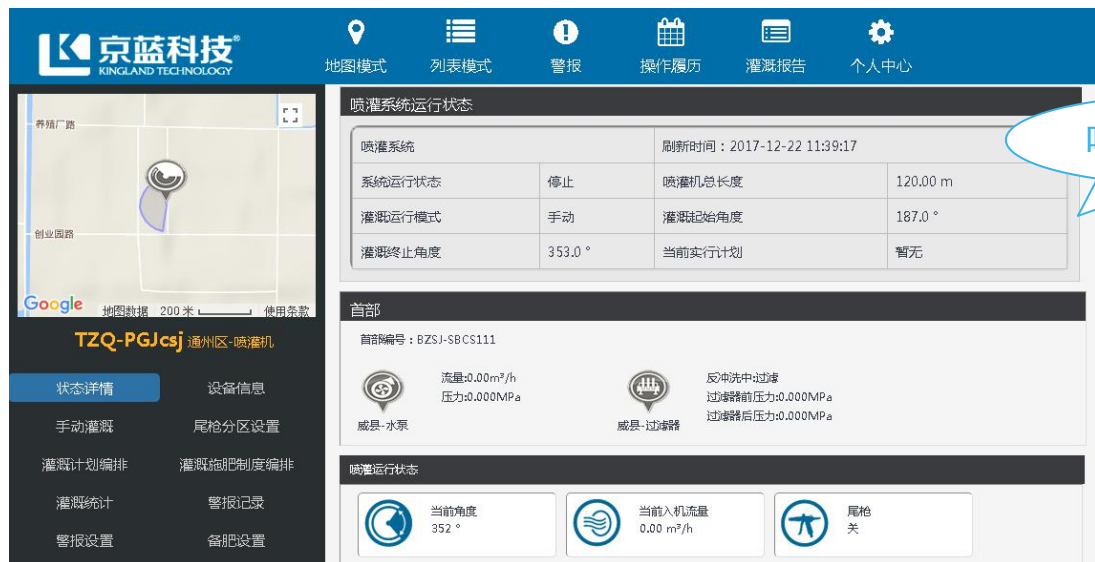 京蓝科技®
KINGLAND TECHNOLOGY
地图模式 列表模式 警报 操作履历 灌溉报告 个人中心
养殖厂路
创业园路
Google 地图数据 200 米 使用条款
TZQ-PGJcsj 通州区-喷灌机
状态详情 设备信息
手动灌溉 尾枪分区设置
灌溉计划编排 灌溉施肥制度编排
灌溉统计 警报记录
警报设置 备肥设置
喷灌系统运行状态
喷灌系统 刷新时间：2017-12-22 11:39:17
系统运行状态 停止 喷灌机总长度 120.00 m
灌溉运行模式 手动 灌溉起始角度 187.0 °
灌溉终止角度 353.0 ° 当前实行计划 暂无
首部
首部编号：BZSJ-SBCS111
流量:0.00m³/h
压力:0.000MPa
威县-水泵
反冲洗中:过滤
过滤器前压力:0.000MPa
过滤器后压力:0.000MPa
威县-过滤器
喷灌运行状态
当前角度
352 °
当前入机流量
0.00 m³/h
尾枪
关